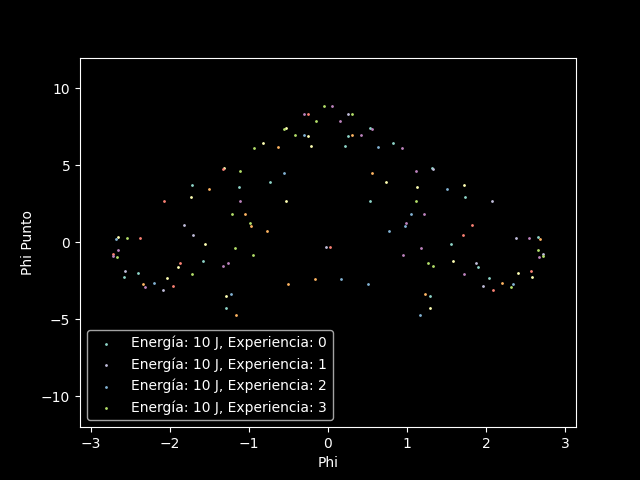 10
5
0
−5
−10
Phi Punto
Energía: 10 J, Experiencia: 0
Energía: 10 J, Experiencia: 1
Energía: 10 J, Experiencia: 2
Energía: 10 J, Experiencia: 3
−3 −2 −1 0 1 2 3
Phi